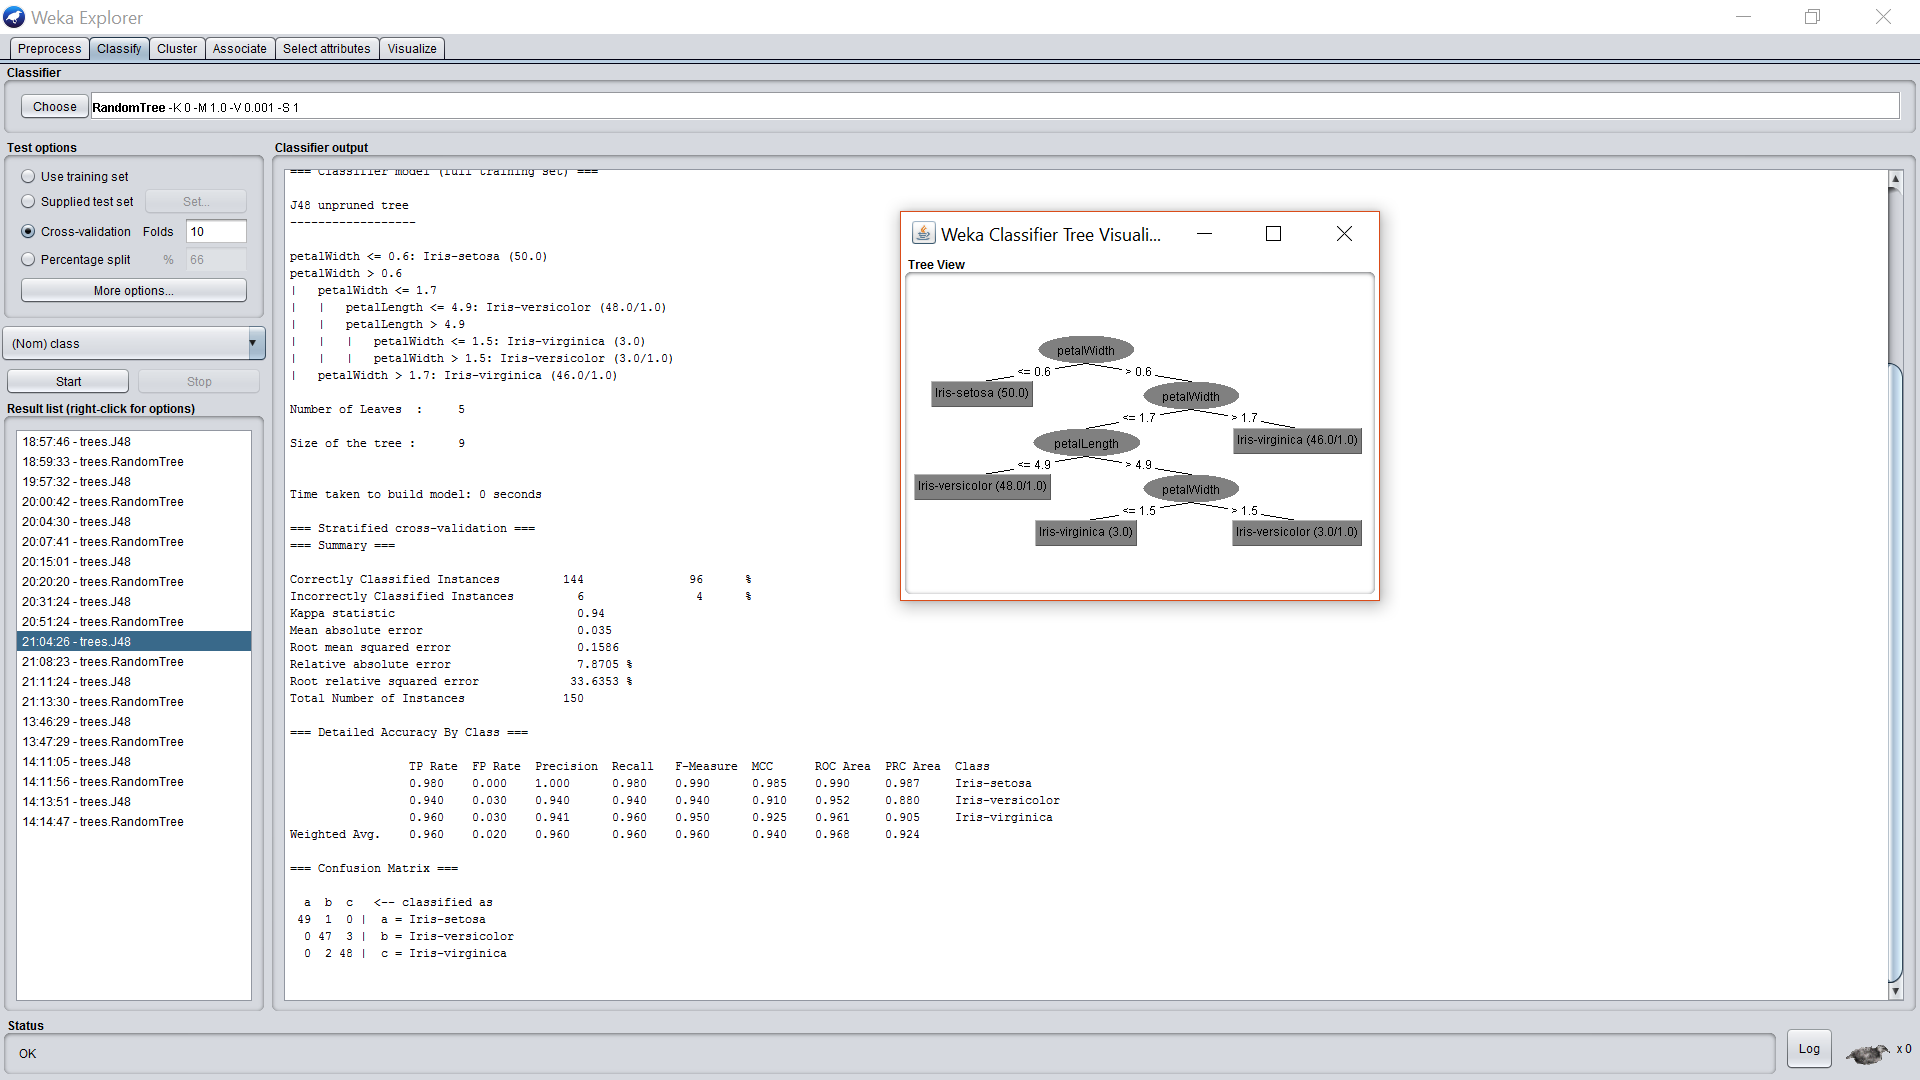 Weka Explorer
Preprocess Classify Cluster Associate Select attributes Visualize
Classifier
Choose RandomTree -K 0 -M 1.0 -V 0.001 -S 1
Test options
Use training set
Supplied test set Set...
Cross-validation Folds 10
Percentage split % 66
More options...
(Nom) class
Start Stop
Result list (right-click for options)
18:57:46 - trees.J48
18:59:33 - trees.RandomTree
19:57:32 - trees.J48
20:00:42 - trees.RandomTree
20:04:30 - trees.J48
20:07:41 - trees.RandomTree
20:15:01 - trees.J48
20:20:20 - trees.RandomTree
20:31:24 - trees.J48
20:51:24 - trees.RandomTree
21:04:26 - trees.J48
21:08:23 - trees.RandomTree
21:11:24 - trees.J48
21:13:30 - trees.RandomTree
13:46:29 - trees.J48
13:47:29 - trees.RandomTree
14:11:05 - trees.J48
14:11:56 - trees.RandomTree
14:13:51 - trees.J48
14:14:47 - trees.RandomTree
Classifier output
=== Classifier model (full training set) ===
J48 unpruned tree
------------------
petalWidth <= 0.6: Iris-setosa (50.0)
petalWidth > 0.6
|   petalWidth <= 1.7
|   |   petalLength <= 4.9: Iris-versicolor (48.0/1.0)
|   |   petalLength > 4.9
|   |   |   petalWidth <= 1.5: Iris-virginica (3.0)
|   |   |   petalWidth > 1.5: Iris-versicolor (3.0/1.0)
|   petalWidth > 1.7: Iris-virginica (46.0/1.0)
Number of Leaves  :     5
Size of the tree :      9
Time taken to build model: 0 seconds
=== Stratified cross-validation ===
=== Summary ===
Correctly Classified Instances         144               96      %
Incorrectly Classified Instances         6                4      %
Kappa statistic                          0.94
Mean absolute error                      0.035
Root mean squared error                  0.1586
Relative absolute error                  7.8705 %
Root relative squared error             33.6353 %
Total Number of Instances              150
=== Detailed Accuracy By Class ===
TP Rate  FP Rate  Precision  Recall   F-Measure  MCC      ROC Area  PRC Area  Class
0.980    0.000    1.000      0.980    0.990      0.985    0.990     0.987     Iris-setosa
0.940    0.030    0.940      0.940    0.940      0.910    0.952     0.880     Iris-versicolor
0.960    0.030    0.941      0.960    0.950      0.925    0.961     0.905     Iris-virginica
Weighted Avg.    0.960    0.020    0.960      0.960    0.960      0.940    0.968     0.924
=== Confusion Matrix ===
a  b  c   <-- classified as
49  1  0 |  a = Iris-setosa
0 47  3 |  b = Iris-versicolor
0  2 48 |  c = Iris-virginica
Weka Classifier Tree Visuali...
Tree View
petalWidth
<= 0.6 > 0.6
Iris-setosa (50.0) petalWidth
<= 1.7 > 1.7
petalLength Iris-virginica (46.0/1.0)
<= 4.9 > 4.9
Iris-versicolor (48.0/1.0) petalWidth
<= 1.5 > 1.5
Iris-virginica (3.0) Iris-versicolor (3.0/1.0)
Status
OK
Log x 0